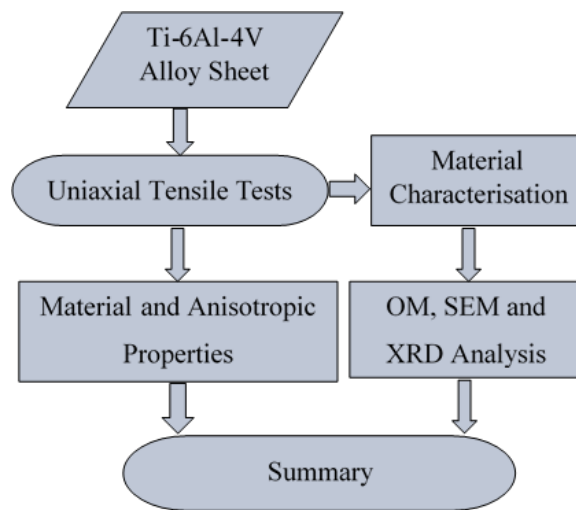 Ti-6Al-4V
Alloy Sheet
Uniaxial Tensile Tests
Material
Characterisation
Material and Anisotropic
Properties
OM, SEM and
XRD Analysis
Summary